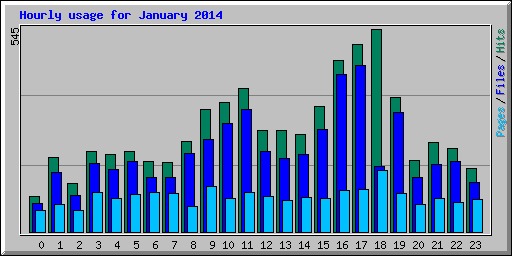 Hourly usage for January 2014
545
Pages / Files / Hits
0 1 2 3 4 5 6 7 8 9 10 11 12 13 14 15 16 17 18 19 20 21 22 23